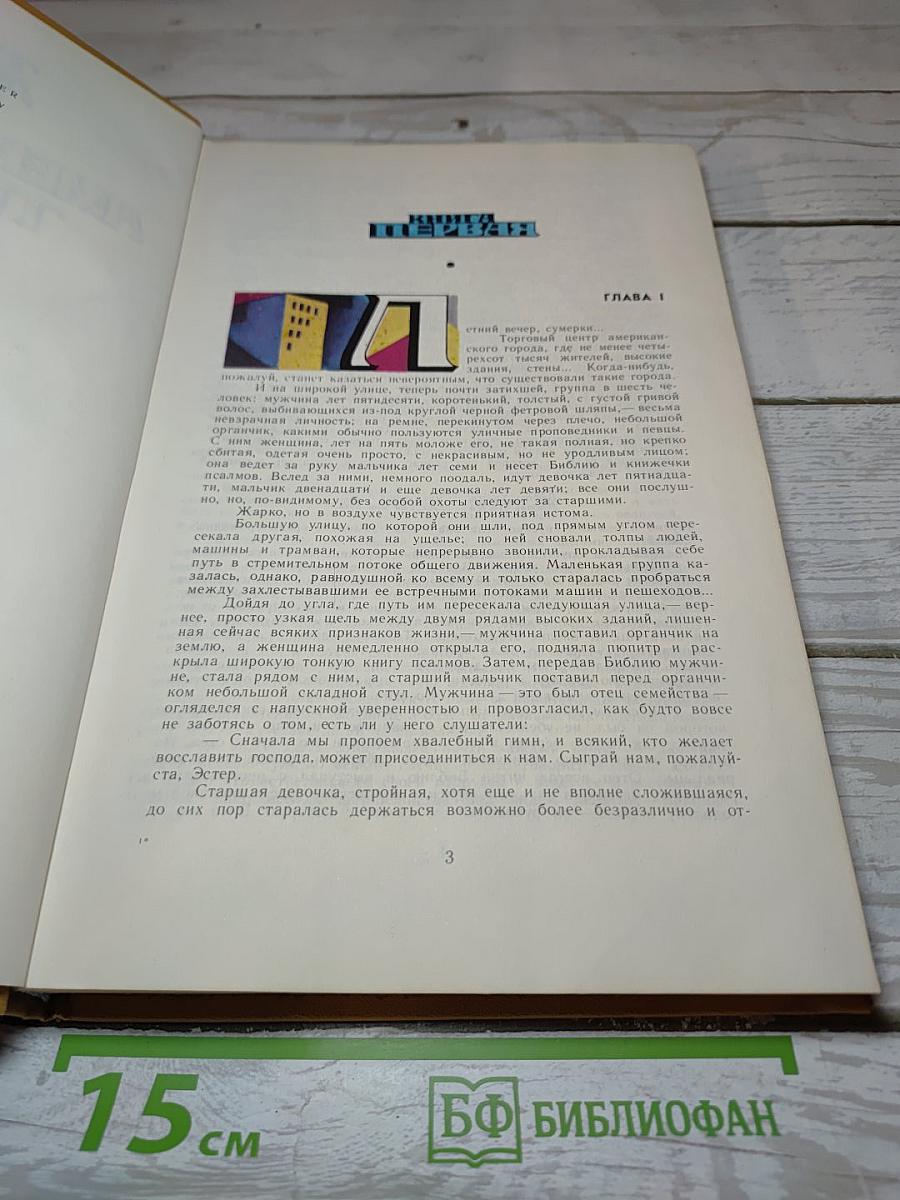 КНИГА
ПЕРВАЯ
ГЛАВА I
Летний вечер, сумерки...
Торговый центр американ-
ского города, где не менее четы-
рехсот тысяч жителей, высокие
здания, стены... Когда-нибудь,
пожалуй, станет казаться невероятным, что существовали такие города.
И на широкой улице, теперь почти затихшей, группа в шесть че-
ловек: мужчина лет пятидесяти, коротенький, толстый, с густой гривой
волос, выбивающихся из-под круглой черной фетровой шляпы,— весьма
невзрачная личность; на ремне, перекинутом через плечо, небольшой
органчик, какими обычно пользуются уличные проповедники и певцы.
С ним женщина, лет на пять моложе его, не такая полная, но крепко
сбитая, одетая очень просто, с некрасивым, но не уродливым лицом;
она ведет за руку мальчика лет семи и несет Библию и книжечки
псалмов. Вслед за ними, немного поодаль, идут девочка лет пятнадца-
ти, мальчик двенадцати и еще девочка лет девяти; все они послуш-
но, но, по-видимому, без особой охоты следуют за старшими.
Жарко, но в воздухе чувствуется приятная истома.
Большую улицу, по которой они шли, под прямым углом пере-
секала другая, похожая на ущелье; по ней сновали толпы людей,
машины и трамваи, которые непрерывно звонили, прокладывая себе
путь в стремительном потоке общего движения. Маленькая группа ка-
залась, однако, равнодушной ко всему и только старалась пробраться
между захлестывавшими ее встречными потоками машин и пешеходов...
Дойдя до угла, где путь им пересекала следующая улица,— вер-
нее, просто узкая щель между двумя рядами высоких зданий, лишен-
ная сейчас всяких признаков жизни,— мужчина поставил органчик на
землю, а женщина немедленно открыла его, подняла пюпитр и рас-
крыла широкую тонкую книгу псалмов. Затем, передав Библию мужчи-
не, стала рядом с ним, а старший мальчик поставил перед органчи-
ком небольшой складной стул. Мужчина — это был отец семейства —
огляделся с напускной уверенностью и провозгласил, как будто вовсе
не заботясь о том, есть ли у него слушатели:
— Сначала мы пропоем хвалебный гимн, и всякий, кто желает
восславить господа, может присоединиться к нам. Сыграй нам, пожалуй-
ста, Эстер.
Старшая девочка, стройная, хотя еще и не вполне сложившаяся,
до сих пор старалась держаться возможно более безразлично и от-
1*
3
15 см
БФ БИБЛИОФАН